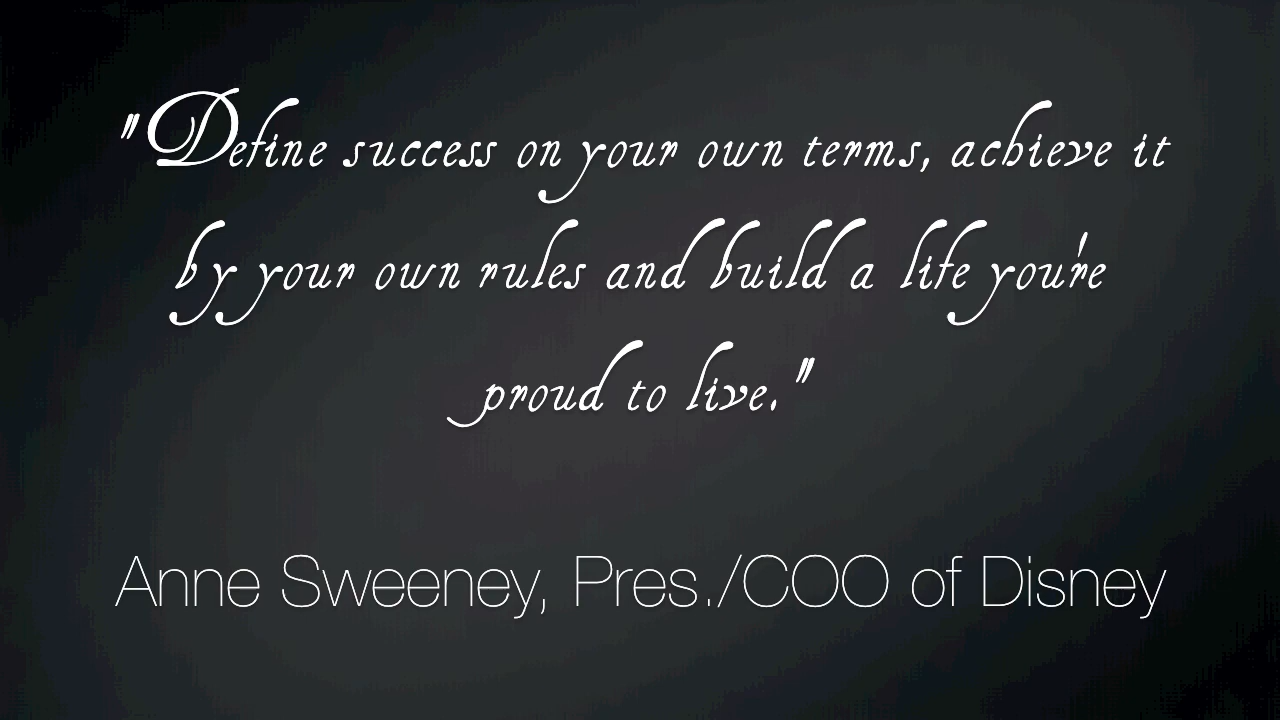 "Define success on your own terms, achieve it
by your own rules and build a life you're
proud to live."
Anne Sweeney, Pres./COO of Disney